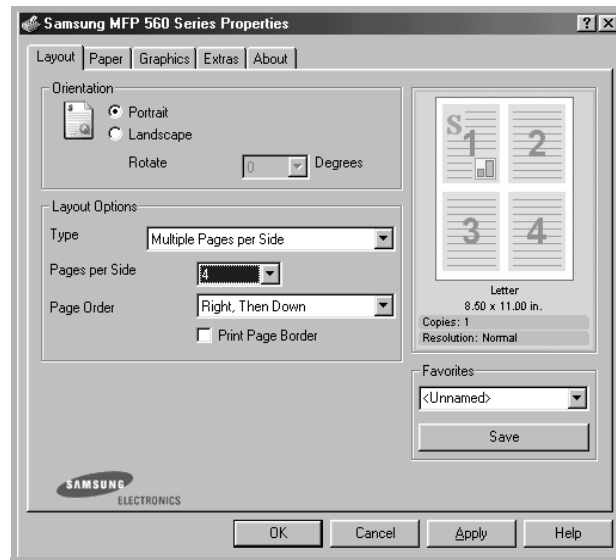 Samsung MFP 560 Series Properties
Layout Paper Graphics Extras About
Orientation
Portrait
Landscape
Rotate 0 Degrees
Layout Options
Type Multiple Pages per Side
Pages per Side 4
Page Order Right, Then Down
Print Page Border
S
1 2
3 4
Letter
8.50 x 11.00 in.
Copies: 1
Resolution: Normal
Favorites
<Unnamed>
Save
SAMSUNG
ELECTRONICS
OK Cancel Apply Help